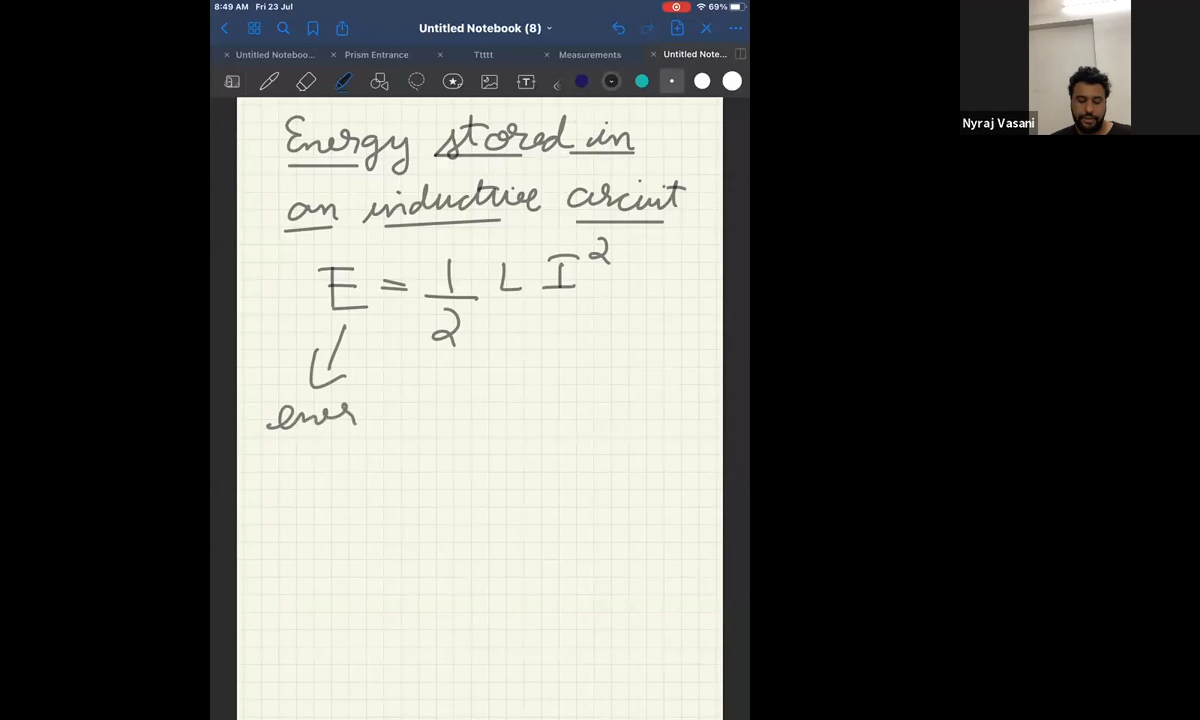 8:49 AM Fri 23 Jul 69%
Untitled Notebook (8)
Untitled Noteboo... Prism Entrance Ttttt Measurements Untitled Note...
Energy stored in
an inductive circuit
E = 1/2 L I²
ener
Nyraj Vasani